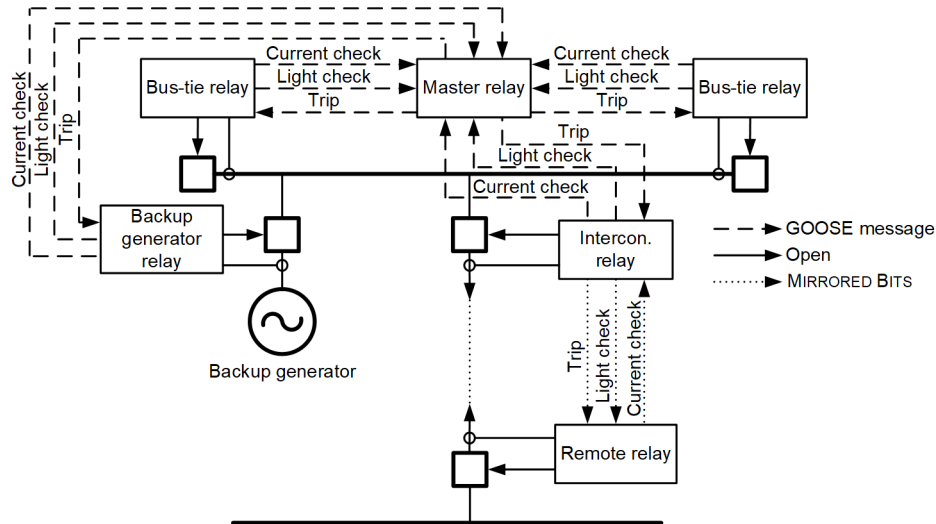 Current check
Light check
Trip
Bus-tie relay
Current check
Light check
Trip
Master relay
Current check
Light check
Trip
Bus-tie relay
Trip
Light check
Current check
Backup
generator
relay
Intercon.
relay
GOOSE message
Open
MIRRORED BITS
Backup generator
Trip
Light check
Current check
Remote relay